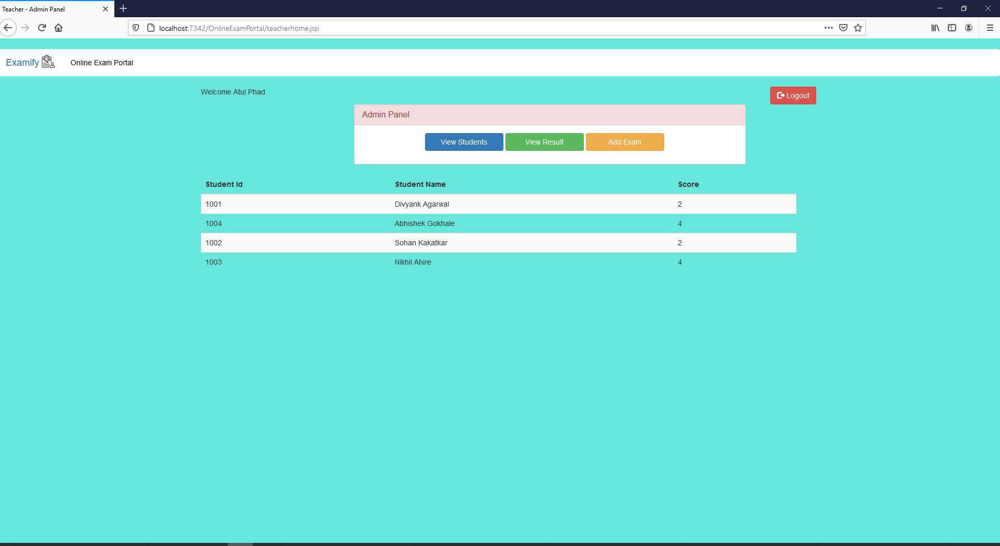 Teacher - Admin Panel
localhost:7342/OnlineExamPortal/teacherhome.jsp
Examify Online Exam Portal
Welcome Atul Phad
Logout
Admin Panel
View Students View Result Add Exam
Student Id Student Name Score
1001 Divyank Agarwal 2
1004 Abhishek Gokhale 4
1002 Sohan Kakatkar 2
1003 Nikhil Ahire 4